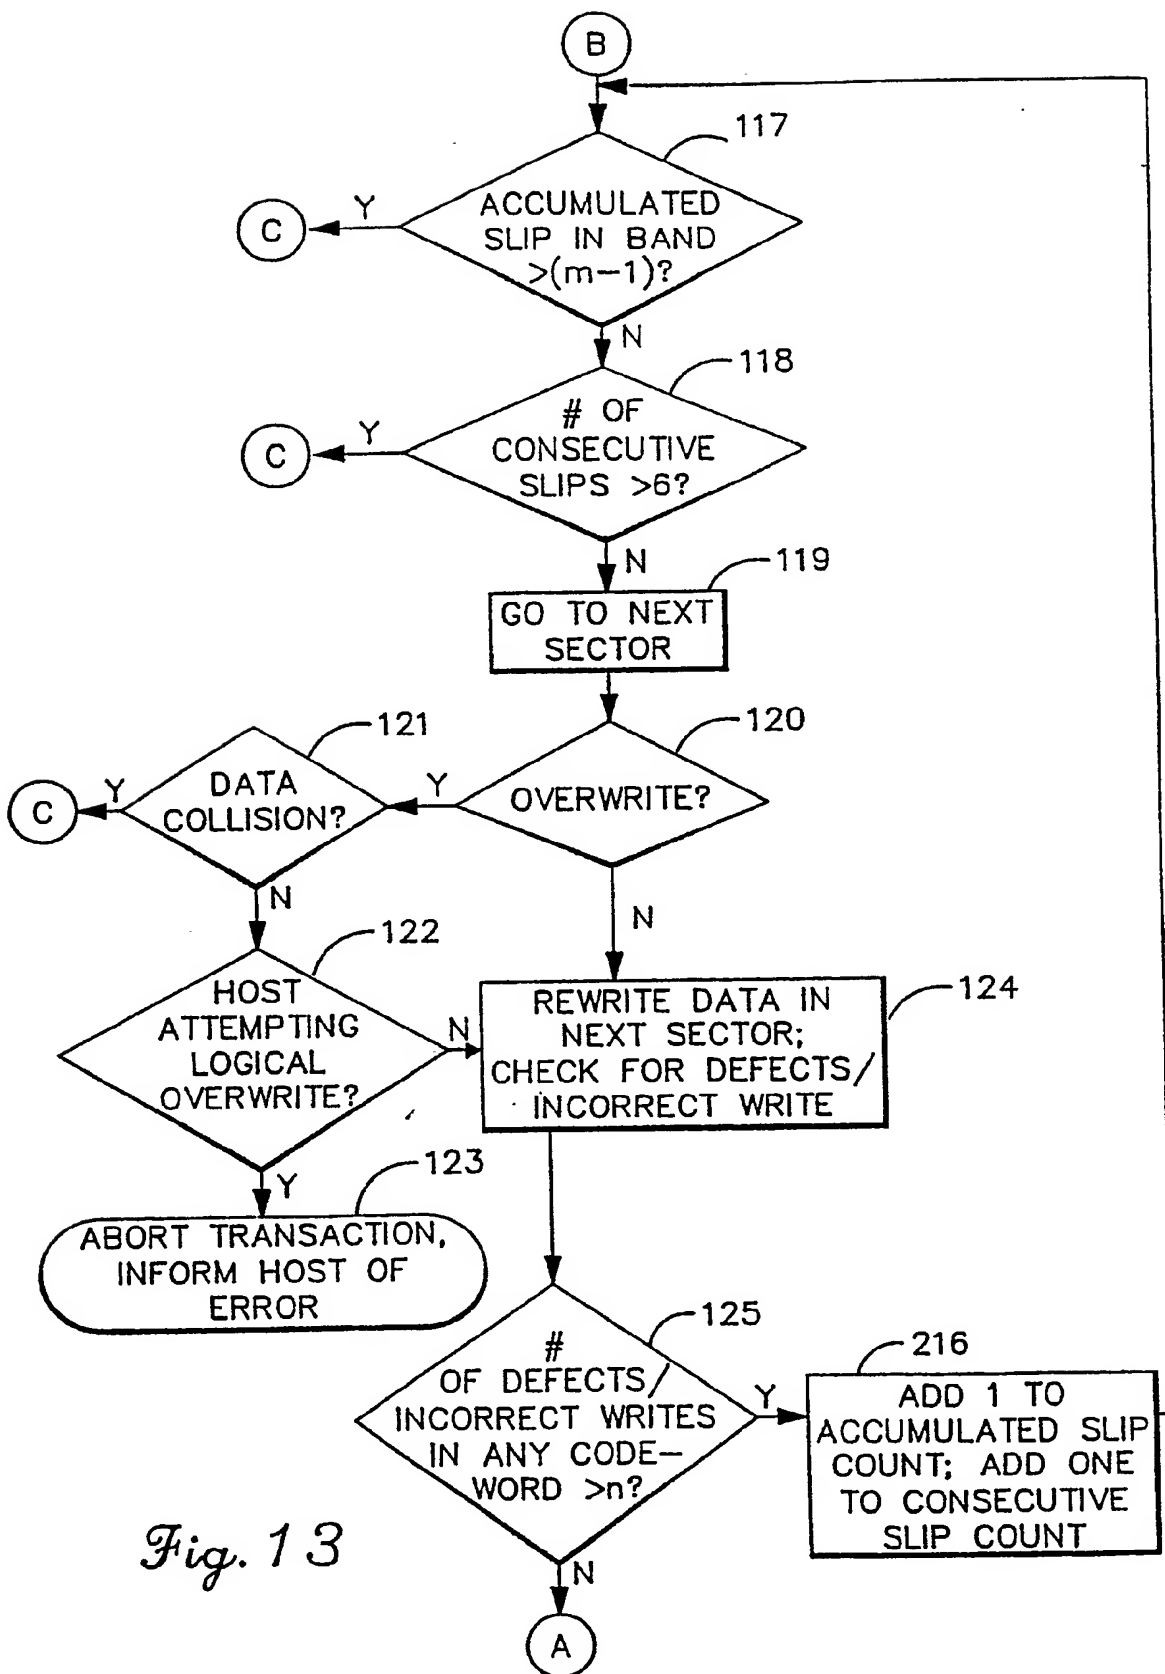 B
117
ACCUMULATED
SLIP IN BAND
>(m-1)?
Y
C
N
118
# OF
CONSECUTIVE
SLIPS >6?
Y
C
N
119
GO TO NEXT
SECTOR
120
OVERWRITE?
Y
N
121
DATA
COLLISION?
Y
C
N
122
HOST
ATTEMPTING
LOGICAL
OVERWRITE?
N
Y
123
ABORT TRANSACTION,
INFORM HOST OF
ERROR
124
REWRITE DATA IN
NEXT SECTOR;
CHECK FOR DEFECTS/
INCORRECT WRITE
125
#
OF DEFECTS/
INCORRECT WRITES
IN ANY CODE-
WORD >n?
Y
N
216
ADD 1 TO
ACCUMULATED SLIP
COUNT; ADD ONE
TO CONSECUTIVE
SLIP COUNT
A
Fig. 13